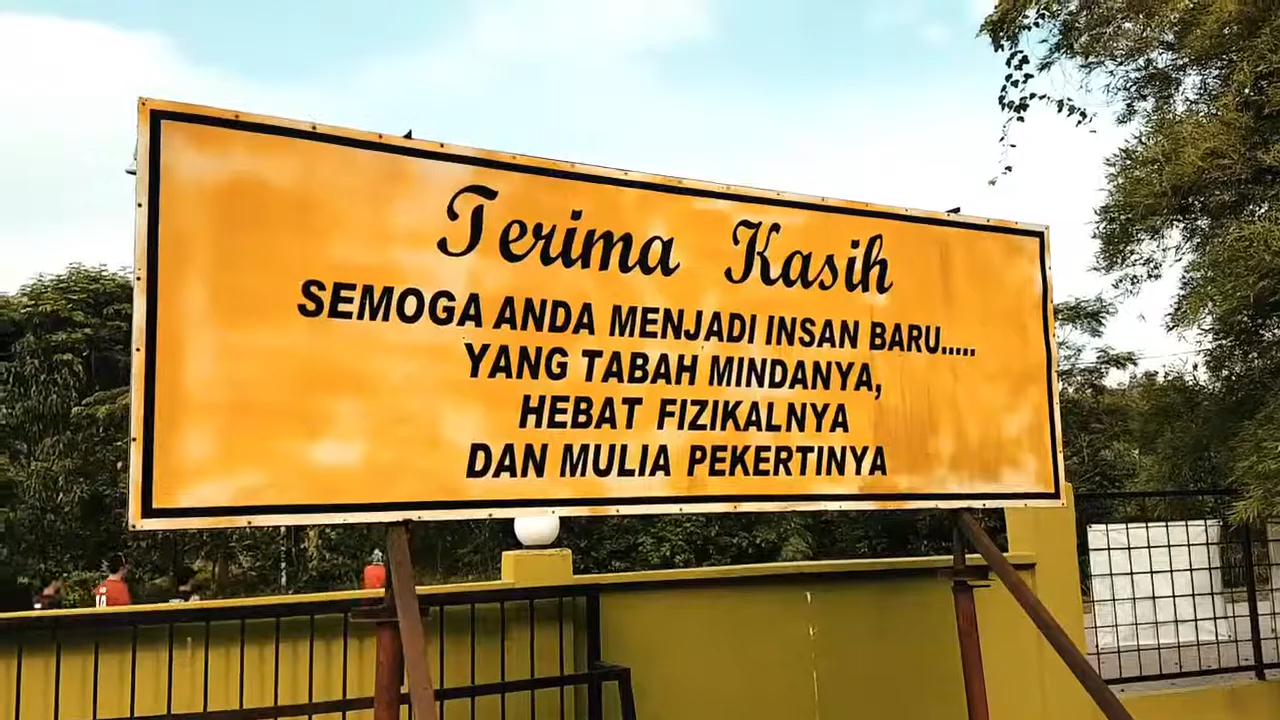 Terima Kasih
SEMOGA ANDA MENJADI INSAN BARU.....
YANG TABAH MINDANYA,
HEBAT FIZIKALNYA
DAN MULIA PEKERTINYA